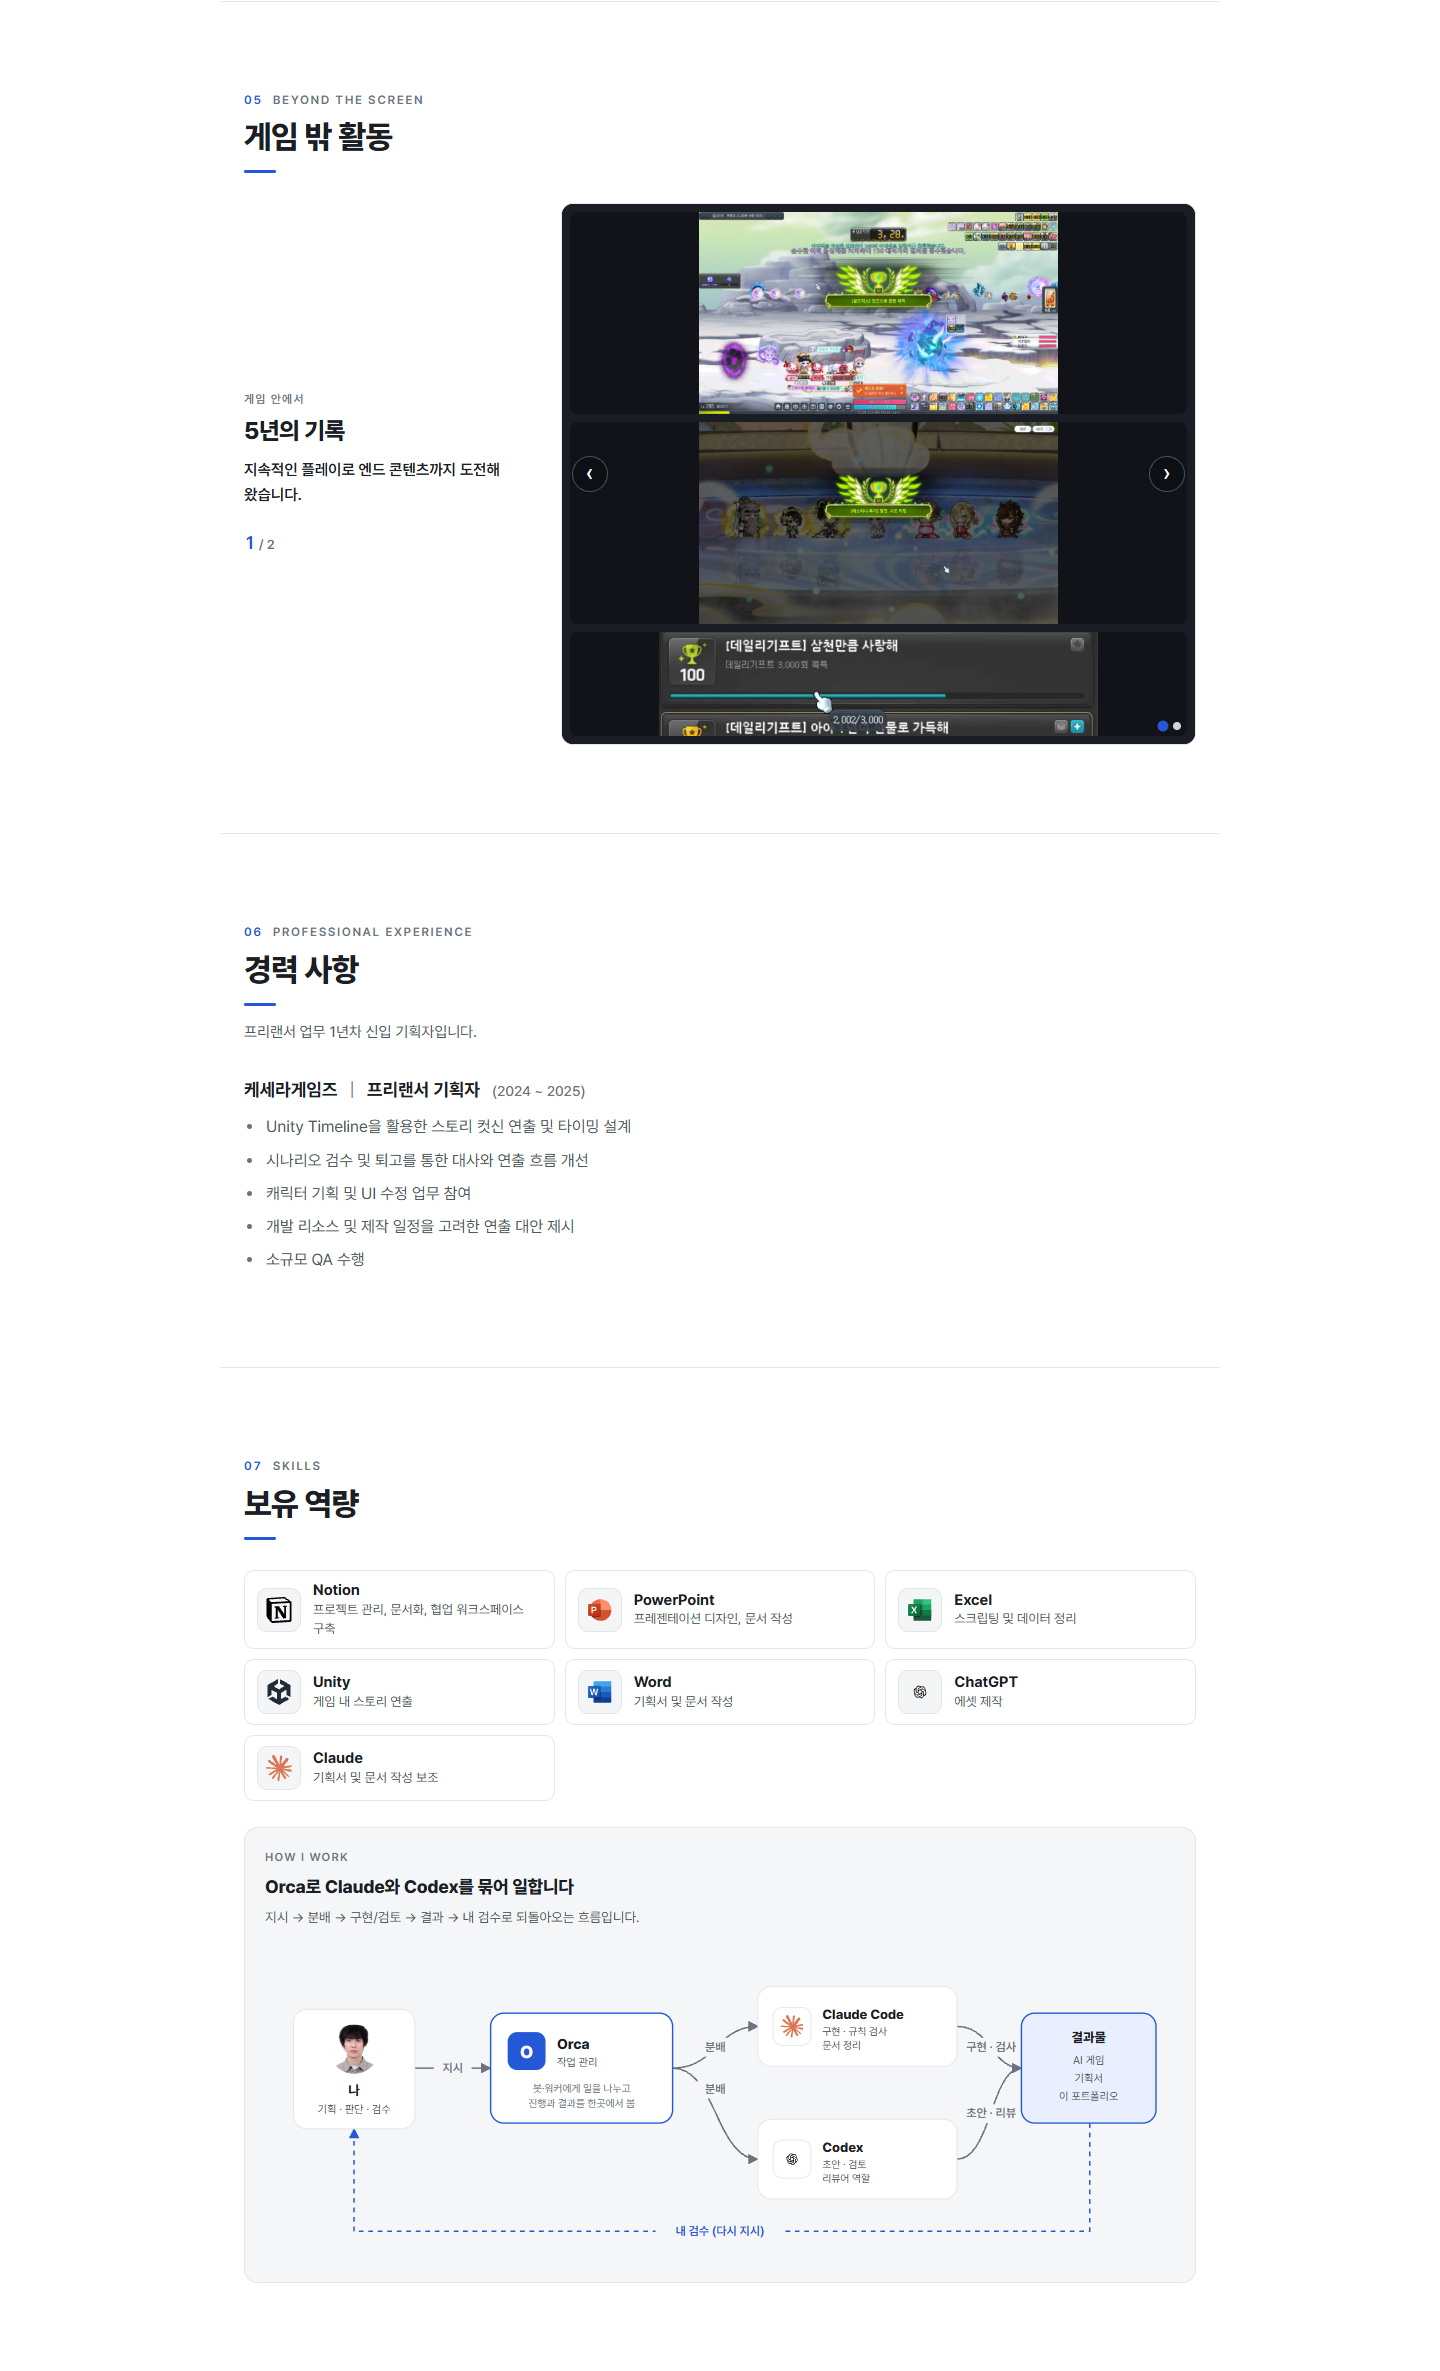 05 BEYOND THE SCREEN
게임 밖 활동
게임 안에서
5년의 기록
지속적인 플레이로 엔드 콘텐츠까지 도전해
왔습니다.
1 / 2
3 28
[데일리기프트] 삼천만큼 사랑해
데일리기프트 3,000회 획득
100
2,002/3,000
[데일리기프트] 아이 선물로 가득해
06 PROFESSIONAL EXPERIENCE
경력 사항
프리랜서 업무 1년차 신입 기획자입니다.
케세라게임즈 | 프리랜서 기획자 (2024 ~ 2025)
• Unity Timeline을 활용한 스토리 컷신 연출 및 타이밍 설계
• 시나리오 검수 및 퇴고를 통한 대사와 연출 흐름 개선
• 캐릭터 기획 및 UI 수정 업무 참여
• 개발 리소스 및 제작 일정을 고려한 연출 대안 제시
• 소규모 QA 수행
07 SKILLS
보유 역량
Notion
프로젝트 관리, 문서화, 협업 워크스페이스
구축
PowerPoint
프레젠테이션 디자인, 문서 작성
Excel
스크립팅 및 데이터 정리
Unity
게임 내 스토리 연출
Word
기획서 및 문서 작성
ChatGPT
에셋 제작
Claude
기획서 및 문서 작성 보조
HOW I WORK
Orca로 Claude와 Codex를 묶어 일합니다
지시 → 분배 → 구현/검토 → 결과 → 내 검수로 되돌아오는 흐름입니다.
나
기획 · 판단 · 검수
지시
O
Orca
작업 관리
봇·워커에게 일을 나누고
진행과 결과를 한곳에서 봄
분배
분배
Claude Code
구현 · 규칙 검사
문서 정리
Codex
초안 · 검토
리뷰어 역할
구현 · 검사
초안 · 리뷰
결과물
AI 게임
기획서
이 포트폴리오
내 검수 (다시 지시)